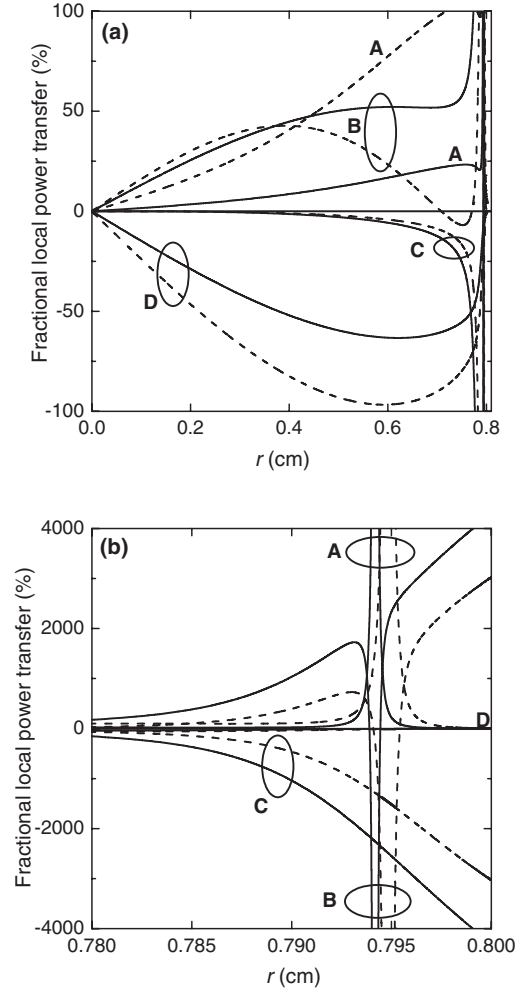 100
(a)
A
Fractional local power transfer (%)
50
B
A
0
C
D
-50
-100
0.0 0.2 0.4 0.6 0.8
r (cm)
4000
(b)
A
Fractional local power transfer (%)
2000
0
D
C
-2000
B
-4000
0.780 0.785 0.790 0.795 0.800
r (cm)